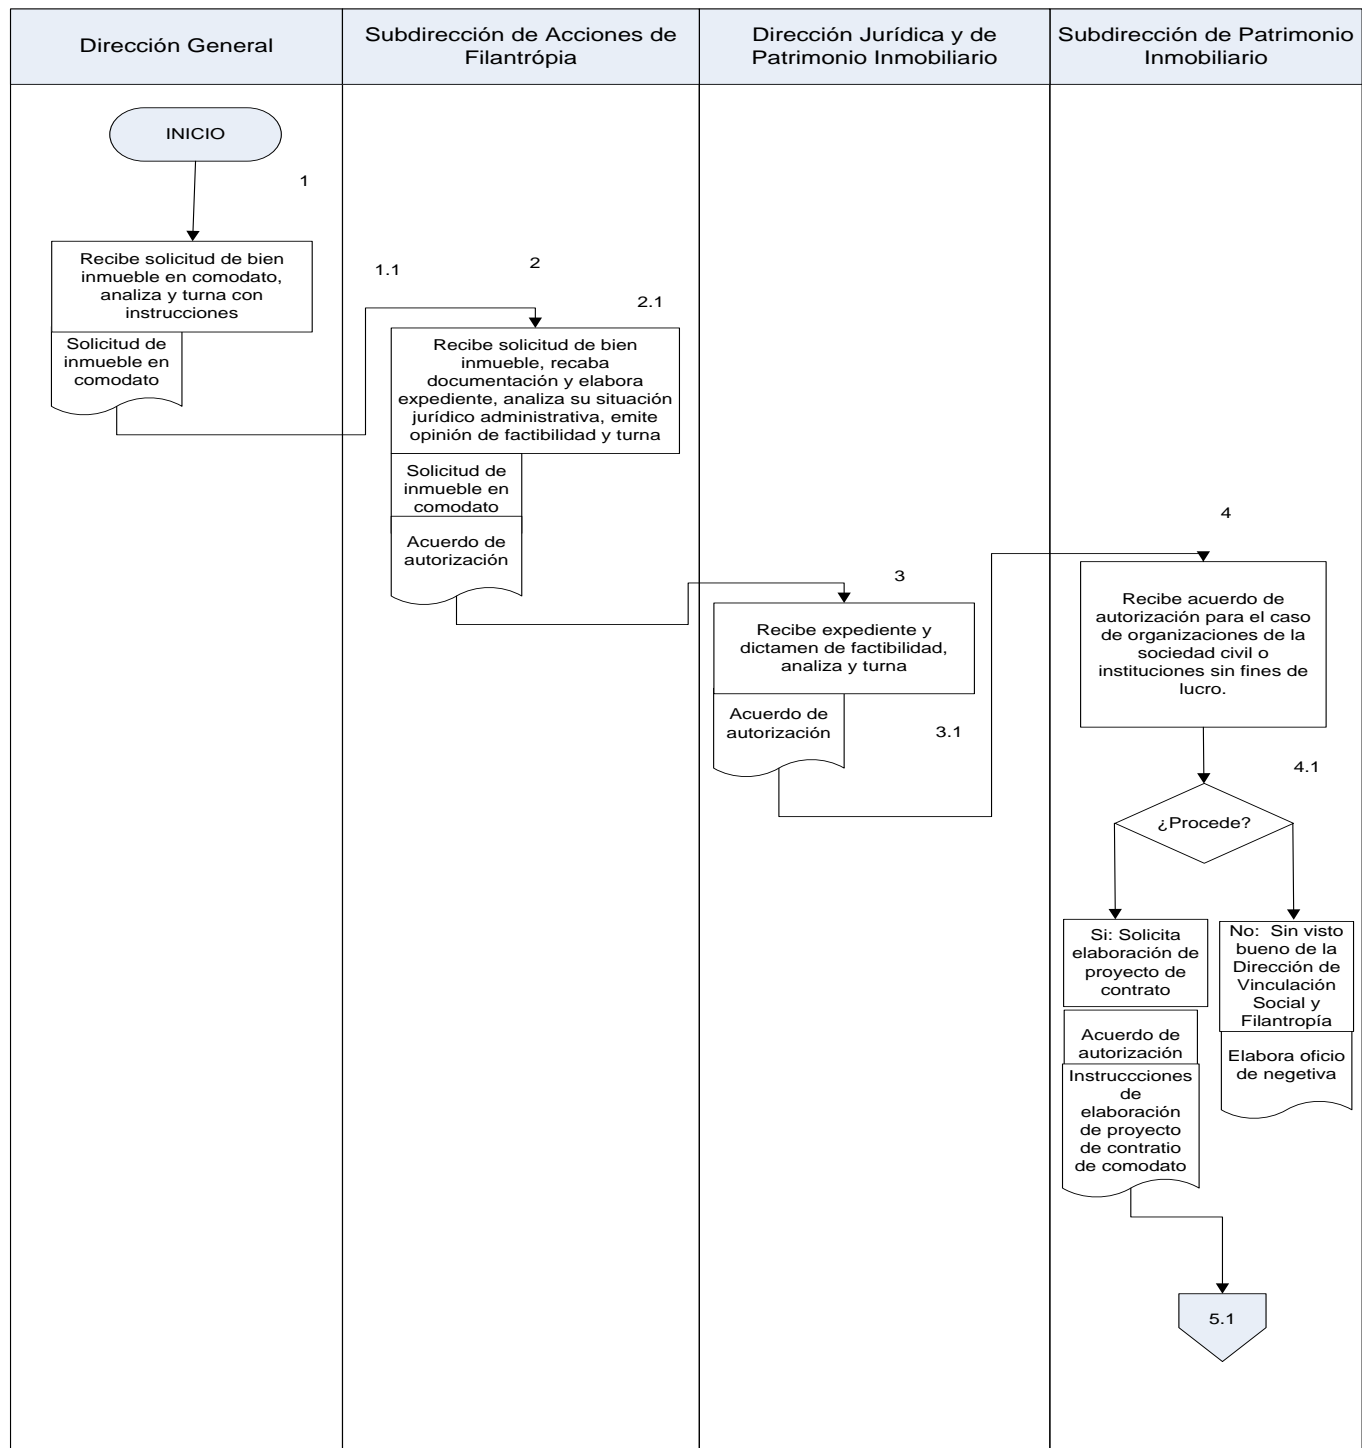 Dirección General
Subdirección de Acciones de
Filantrópia
Dirección Jurídica y de
Patrimonio Inmobiliario
Subdirección de Patrimonio
Inmobiliario
INICIO
1
Recibe solicitud de bien
inmueble en comodato,
analiza y turna con
instrucciones
Solicitud de
inmueble en
comodato
1.1
2
2.1
Recibe solicitud de bien
inmueble, recaba
documentación y elabora
expediente, analiza su situación
jurídico administrativa, emite
opinión de factibilidad y turna
Solicitud de
inmueble en
comodato
Acuerdo de
autorización
3
Recibe expediente y
dictamen de factibilidad,
analiza y turna
Acuerdo de
autorización
3.1
4
Recibe acuerdo de
autorización para el caso
de organizaciones de la
sociedad civil o
instituciones sin fines de
lucro.
4.1
¿Procede?
Si: Solicita
elaboración de
proyecto de
contrato
Acuerdo de
autorización
Instruccciones
de
elaboración
de proyecto
de contratio
de comodato
No:  Sin visto
bueno de la
Dirección de
Vinculación
Social y
Filantropía
Elabora oficio
de negetiva
5.1